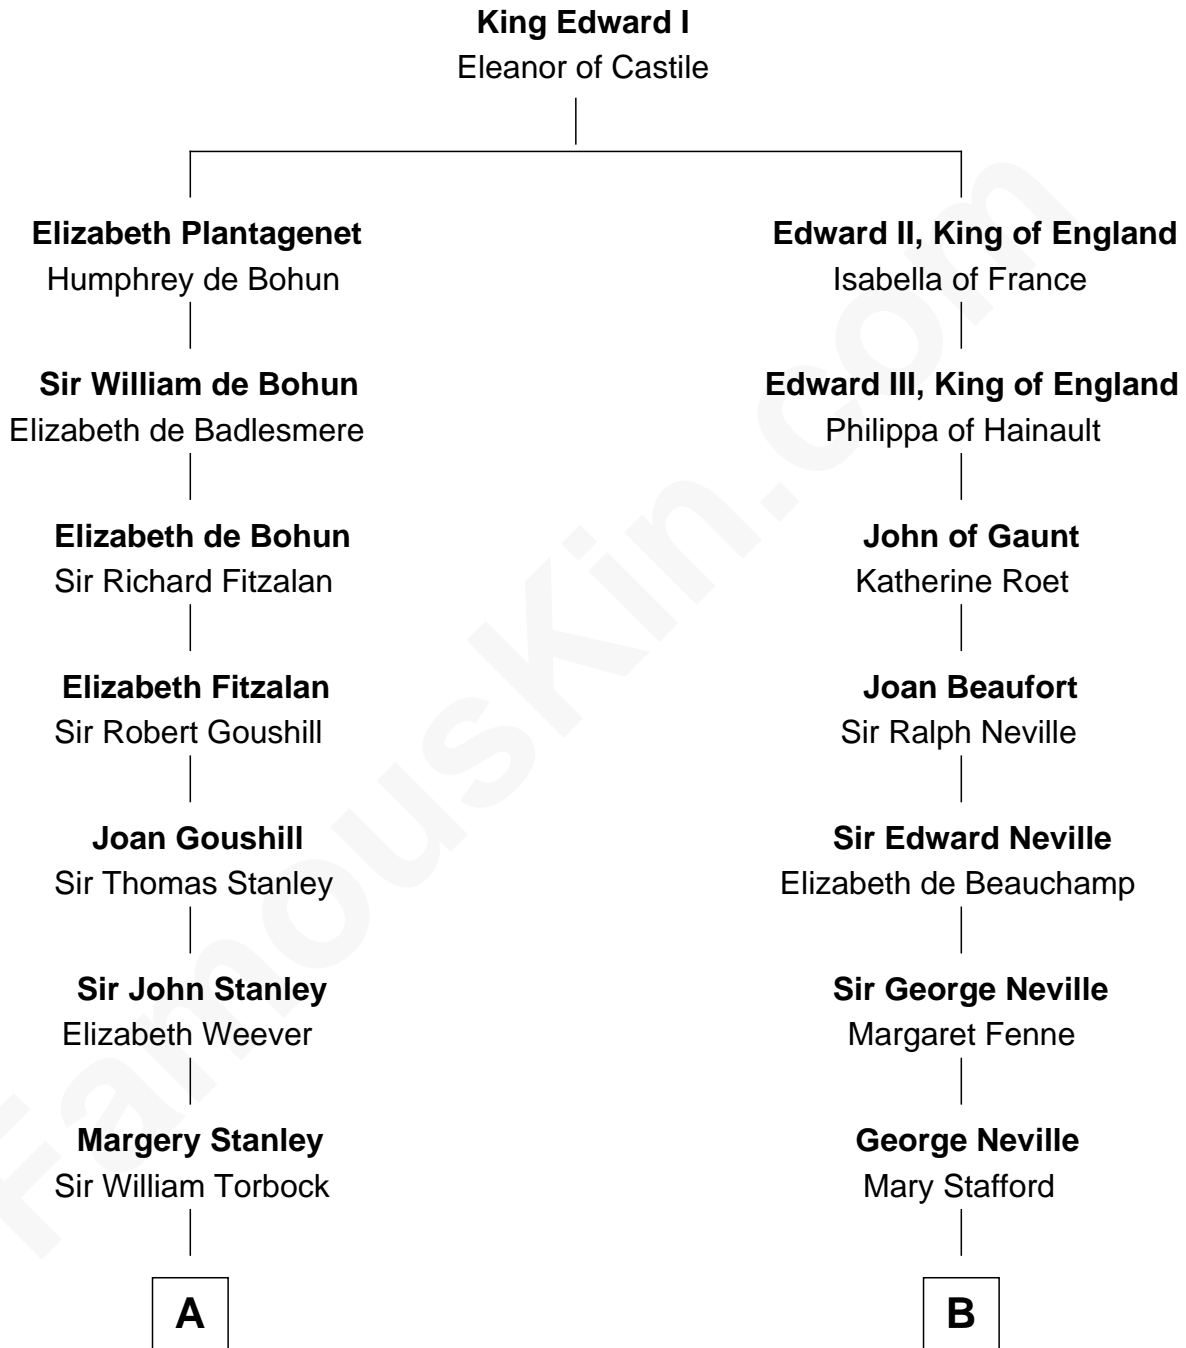 King Edward I
Eleanor of Castile
Elizabeth Plantagenet
Humphrey de Bohun
Edward II, King of England
Isabella of France
Sir William de Bohun
Elizabeth de Badlesmere
Edward III, King of England
Philippa of Hainault
Elizabeth de Bohun
Sir Richard Fitzalan
John of Gaunt
Katherine Roet
Elizabeth Fitzalan
Sir Robert Goushill
Joan Beaufort
Sir Ralph Neville
Joan Goushill
Sir Thomas Stanley
Sir Edward Neville
Elizabeth de Beauchamp
Sir John Stanley
Elizabeth Weever
Sir George Neville
Margaret Fenne
Margery Stanley
Sir William Torbock
George Neville
Mary Stafford
A
B
FamousKin.com